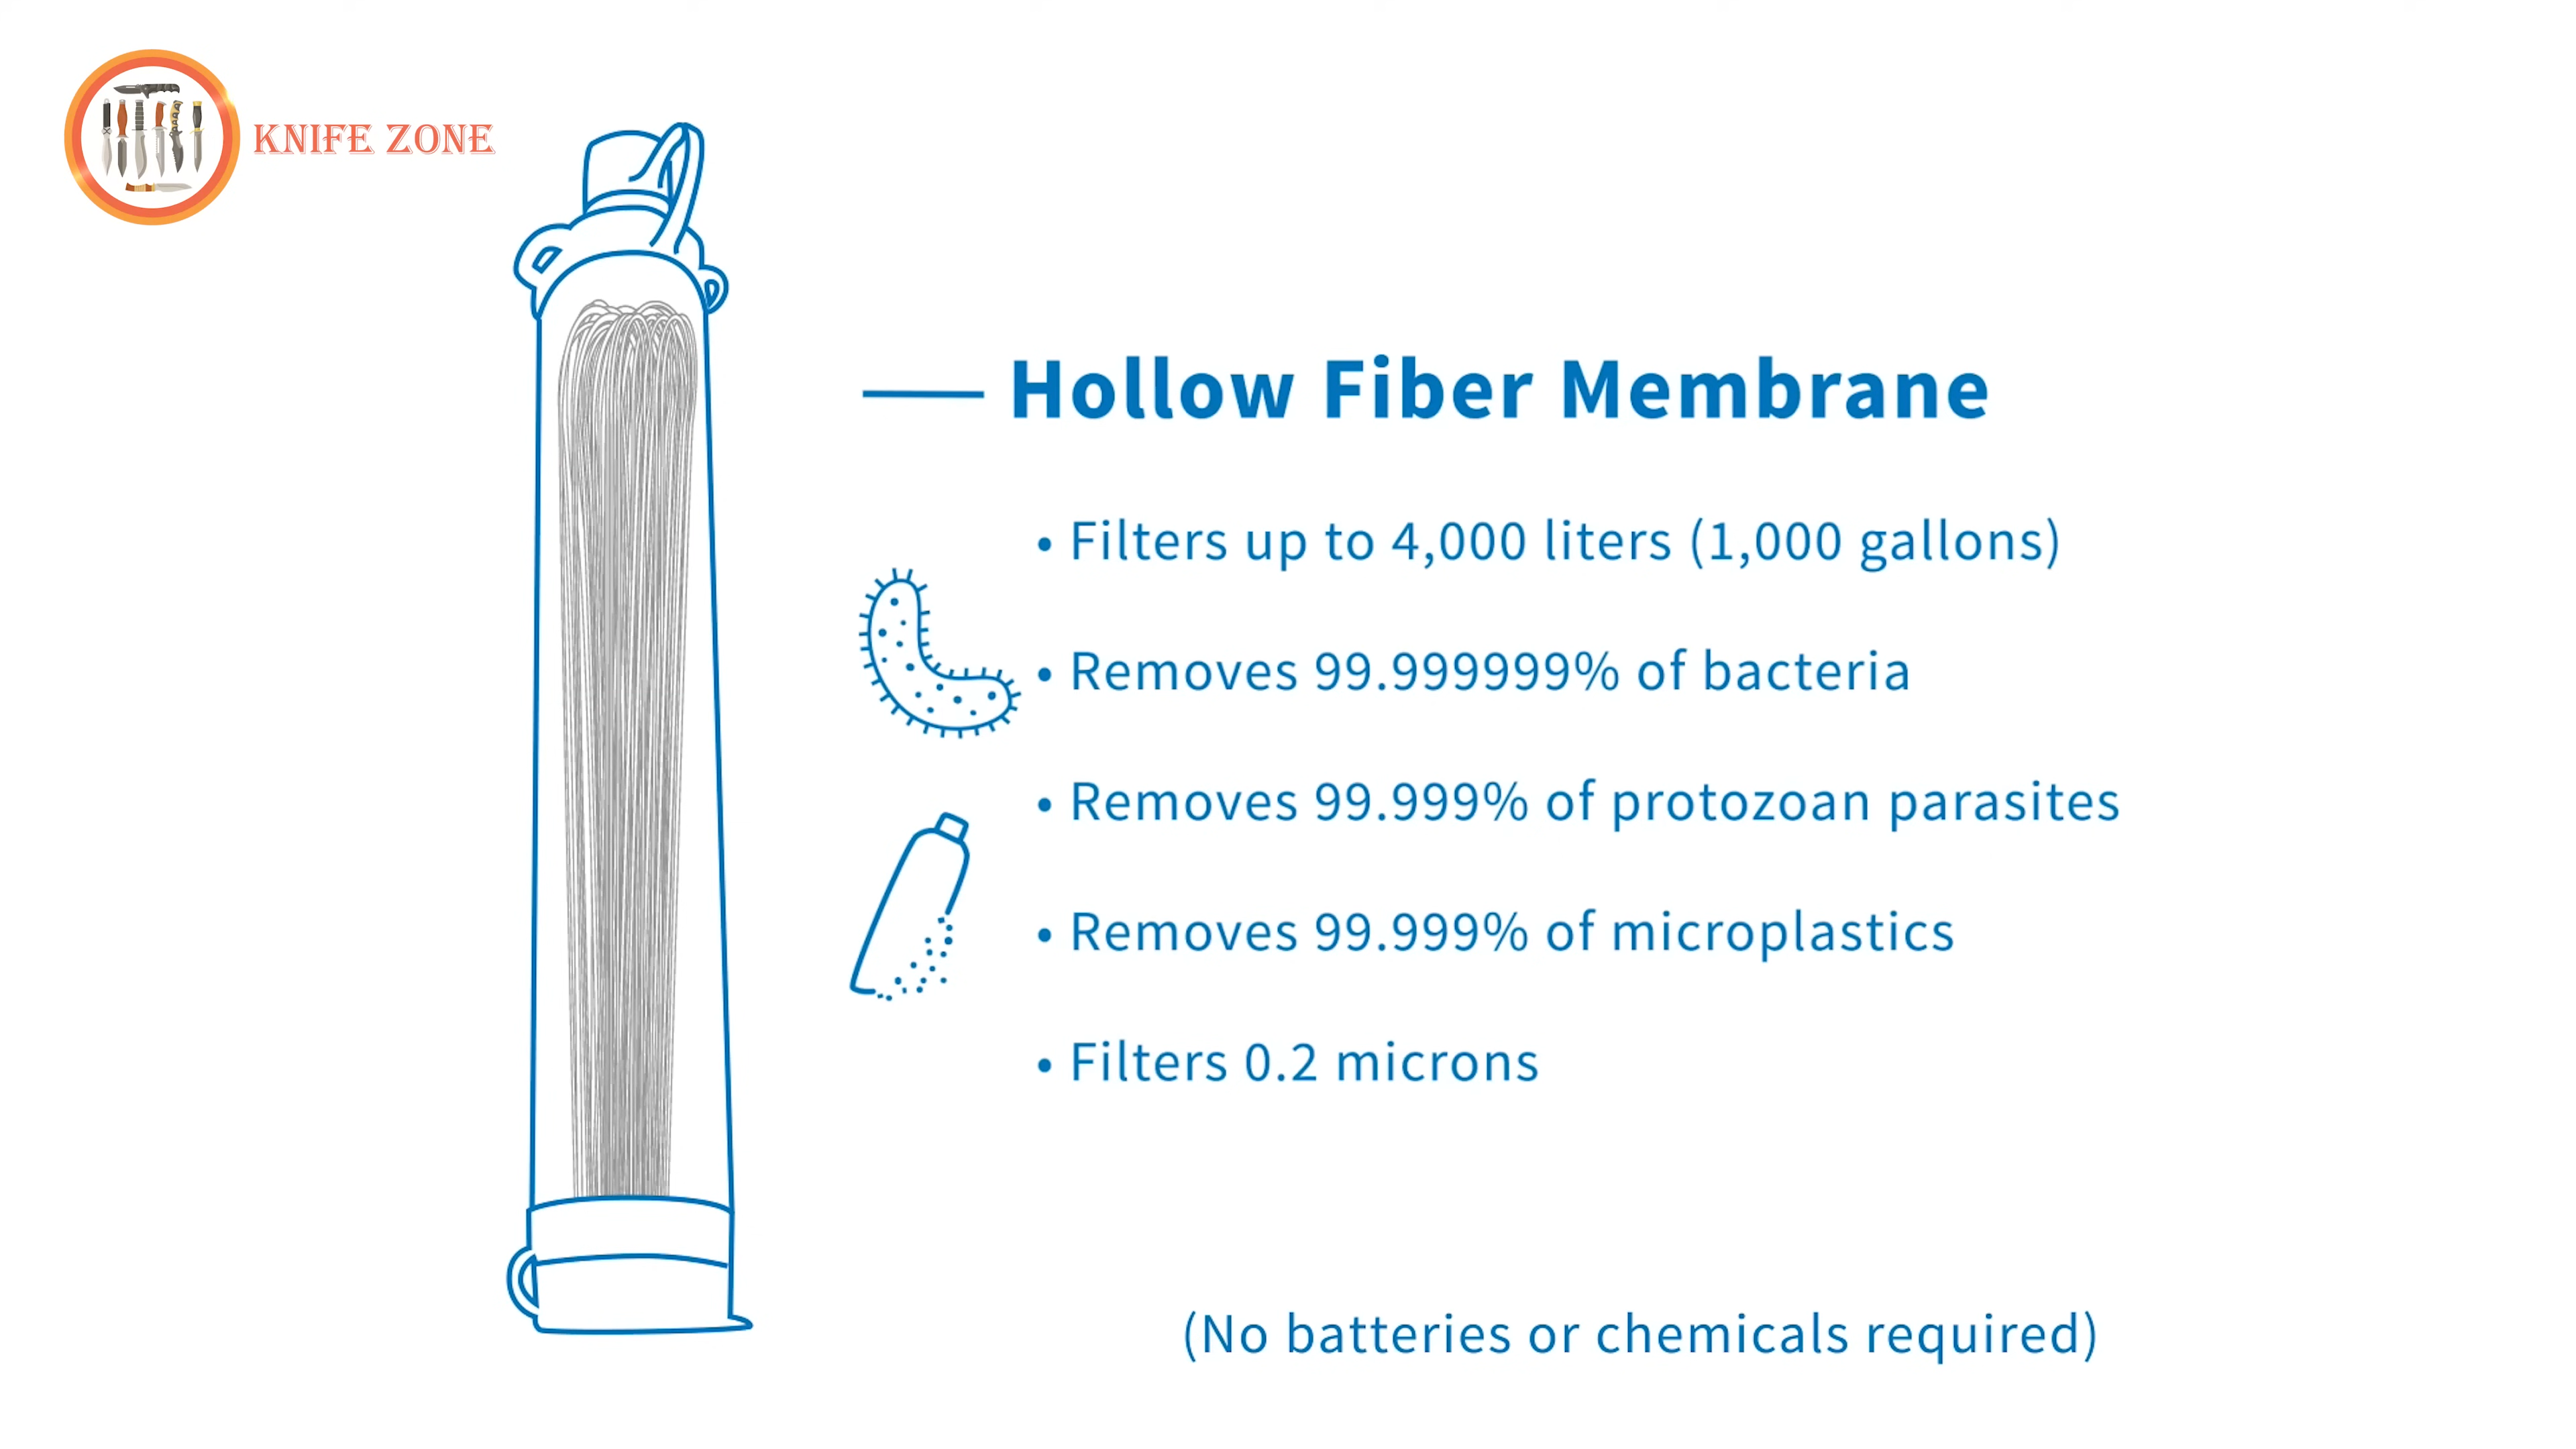 KNIFE ZONE
Hollow Fiber Membrane
• Filters up to 4,000 liters (1,000 gallons)
• Removes 99.999999% of bacteria
• Removes 99.999% of protozoan parasites
• Removes 99.999% of microplastics
• Filters 0.2 microns
(No batteries or chemicals required)